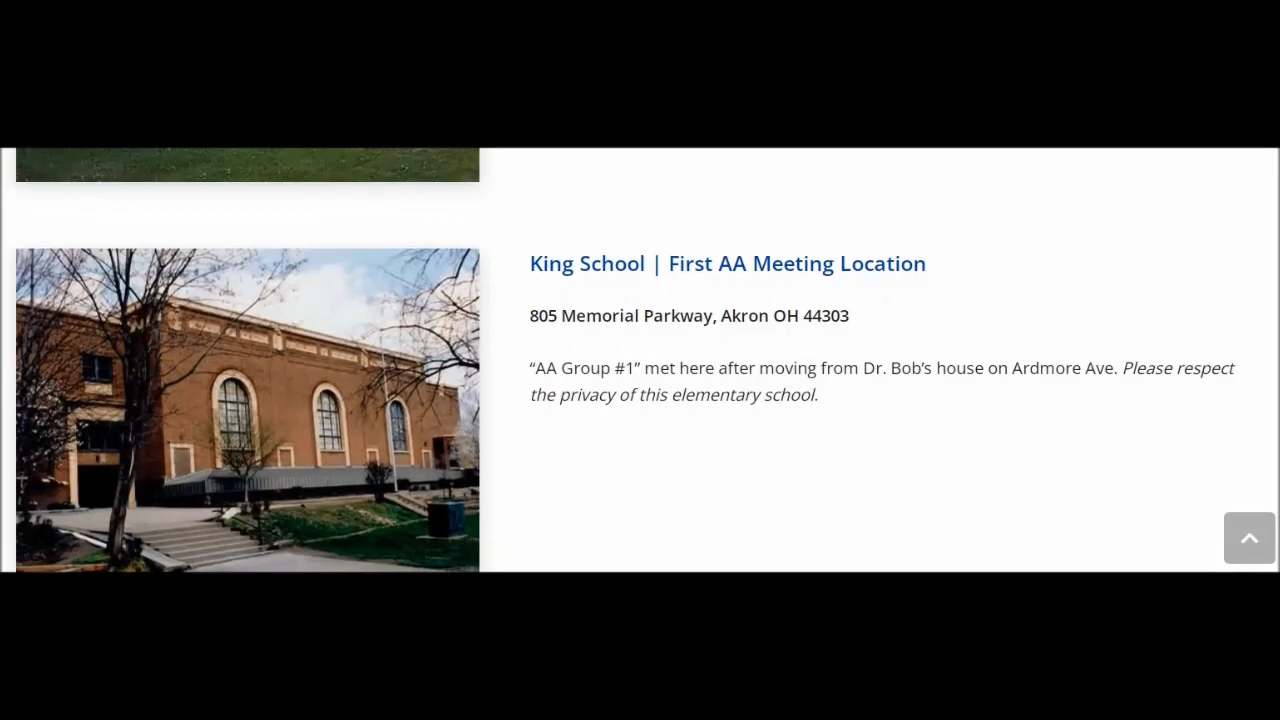 King School | First AA Meeting Location
805 Memorial Parkway, Akron OH 44303
“AA Group #1” met here after moving from Dr. Bob’s house on Ardmore Ave. Please respect
the privacy of this elementary school.